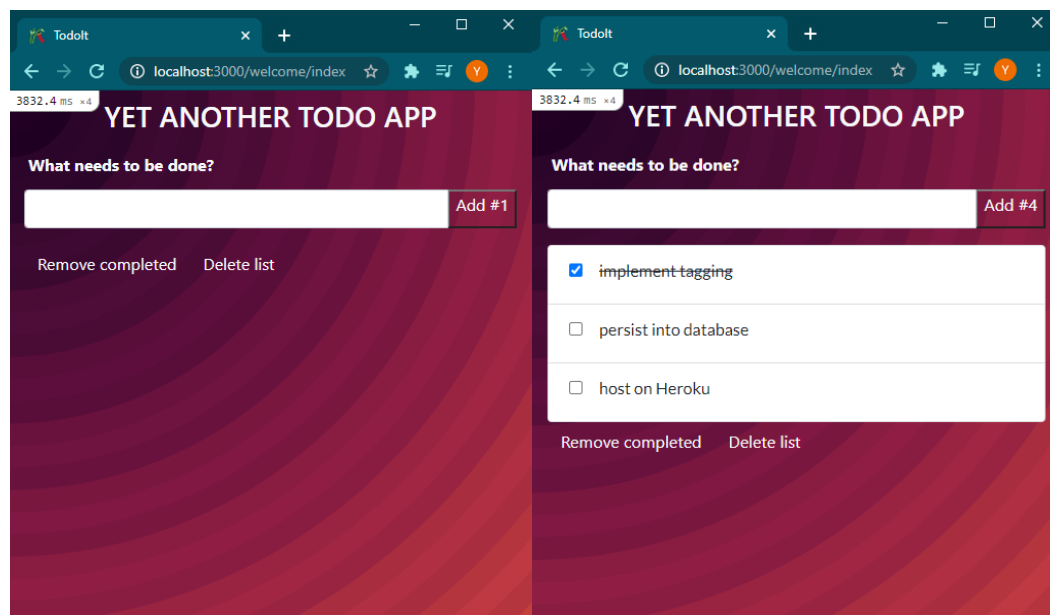 TodoIt
localhost:3000/welcome/index
Y
3832.4 ms ×4
YET ANOTHER TODO APP
What needs to be done?
Add #1
Remove completed Delete list
TodoIt
localhost:3000/welcome/index
Y
3832.4 ms ×4
YET ANOTHER TODO APP
What needs to be done?
Add #4
implement tagging
persist into database
host on Heroku
Remove completed Delete list